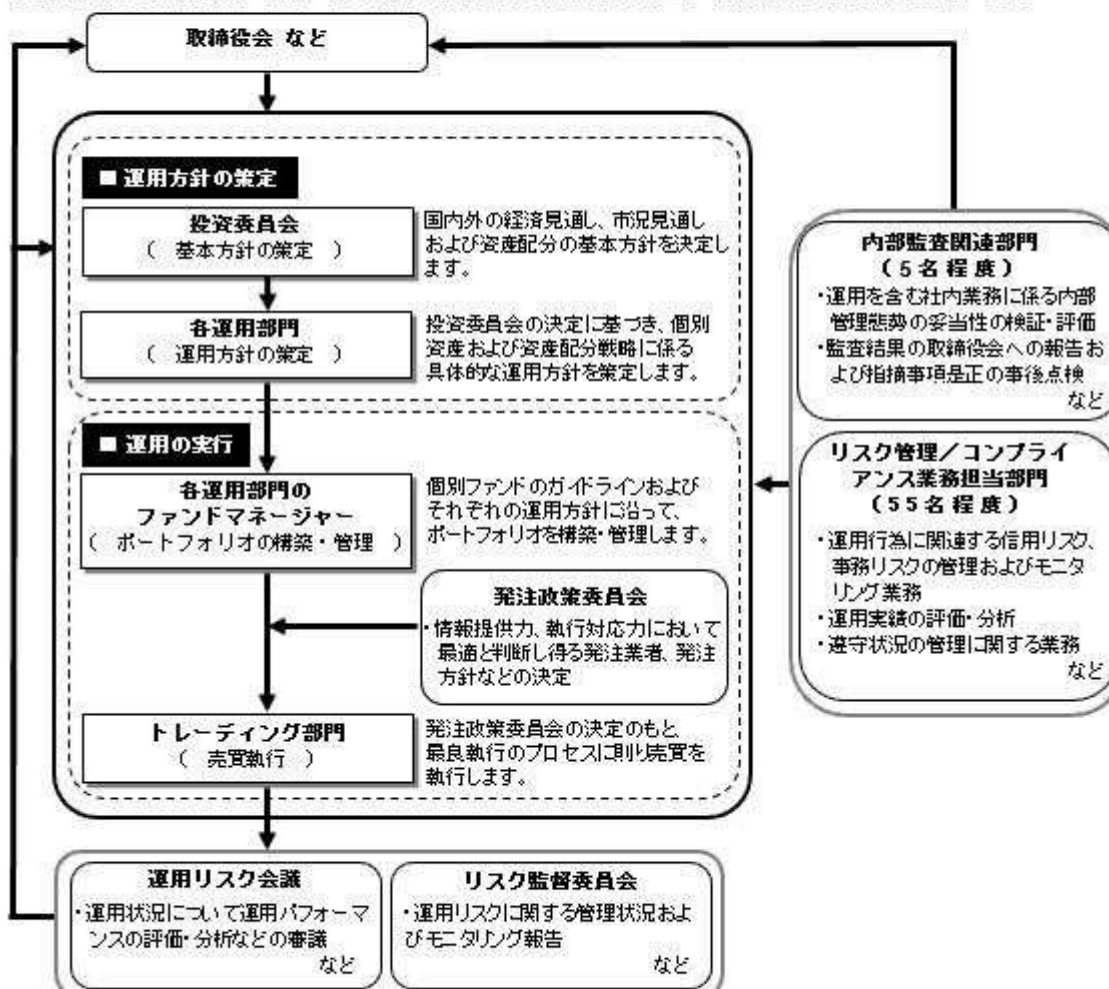 取締役会 など
■ 運用方針の策定
投資委員会
( 基本方針の策定 )
国内外の経済見通し、市況見通し
および資産配分の基本方針を決定し
ます。
各運用部門
( 運用方針の策定 )
投資委員会の決定に基づき、個別
資産および資産配分戦略に係る
具体的な運用方針を策定します。
■ 運用の実行
各運用部門の
ファンドマネージャー
( ポートフォリオの構築・管理 )
個別ファンドのガイドラインおよび
それぞれの運用方針に沿って、
ポートフォリオを構築・管理します。
発注政策委員会
・情報提供力、執行対応力において
最適と判断し得る発注業者、発注
方針などの決定
トレーディング部門
( 売買執行 )
発注政策委員会の決定のもと
最良執行のプロセスに則り売買を
執行します。
内部監査関連部門
(5名程度)
・運用を含む社内業務に係る内部
管理態勢の妥当性の検証・評価
・監査結果の取締役会への報告お
よび指摘事項是正の事後点検
など
リスク管理/コンプライ
アンス業務担当部門
(55名程度)
・運用行為に関連する信用リスク、
事務リスクの管理およびモニタ
リング業務
・運用実績の評価・分析
・遵守状況の管理に関する業務
など
運用リスク会議
・運用状況について運用パフォーマ
ンスの評価・分析などの審議
など
リスク監督委員会
・運用リスクに関する管理状況およ
びモニタリング報告
など